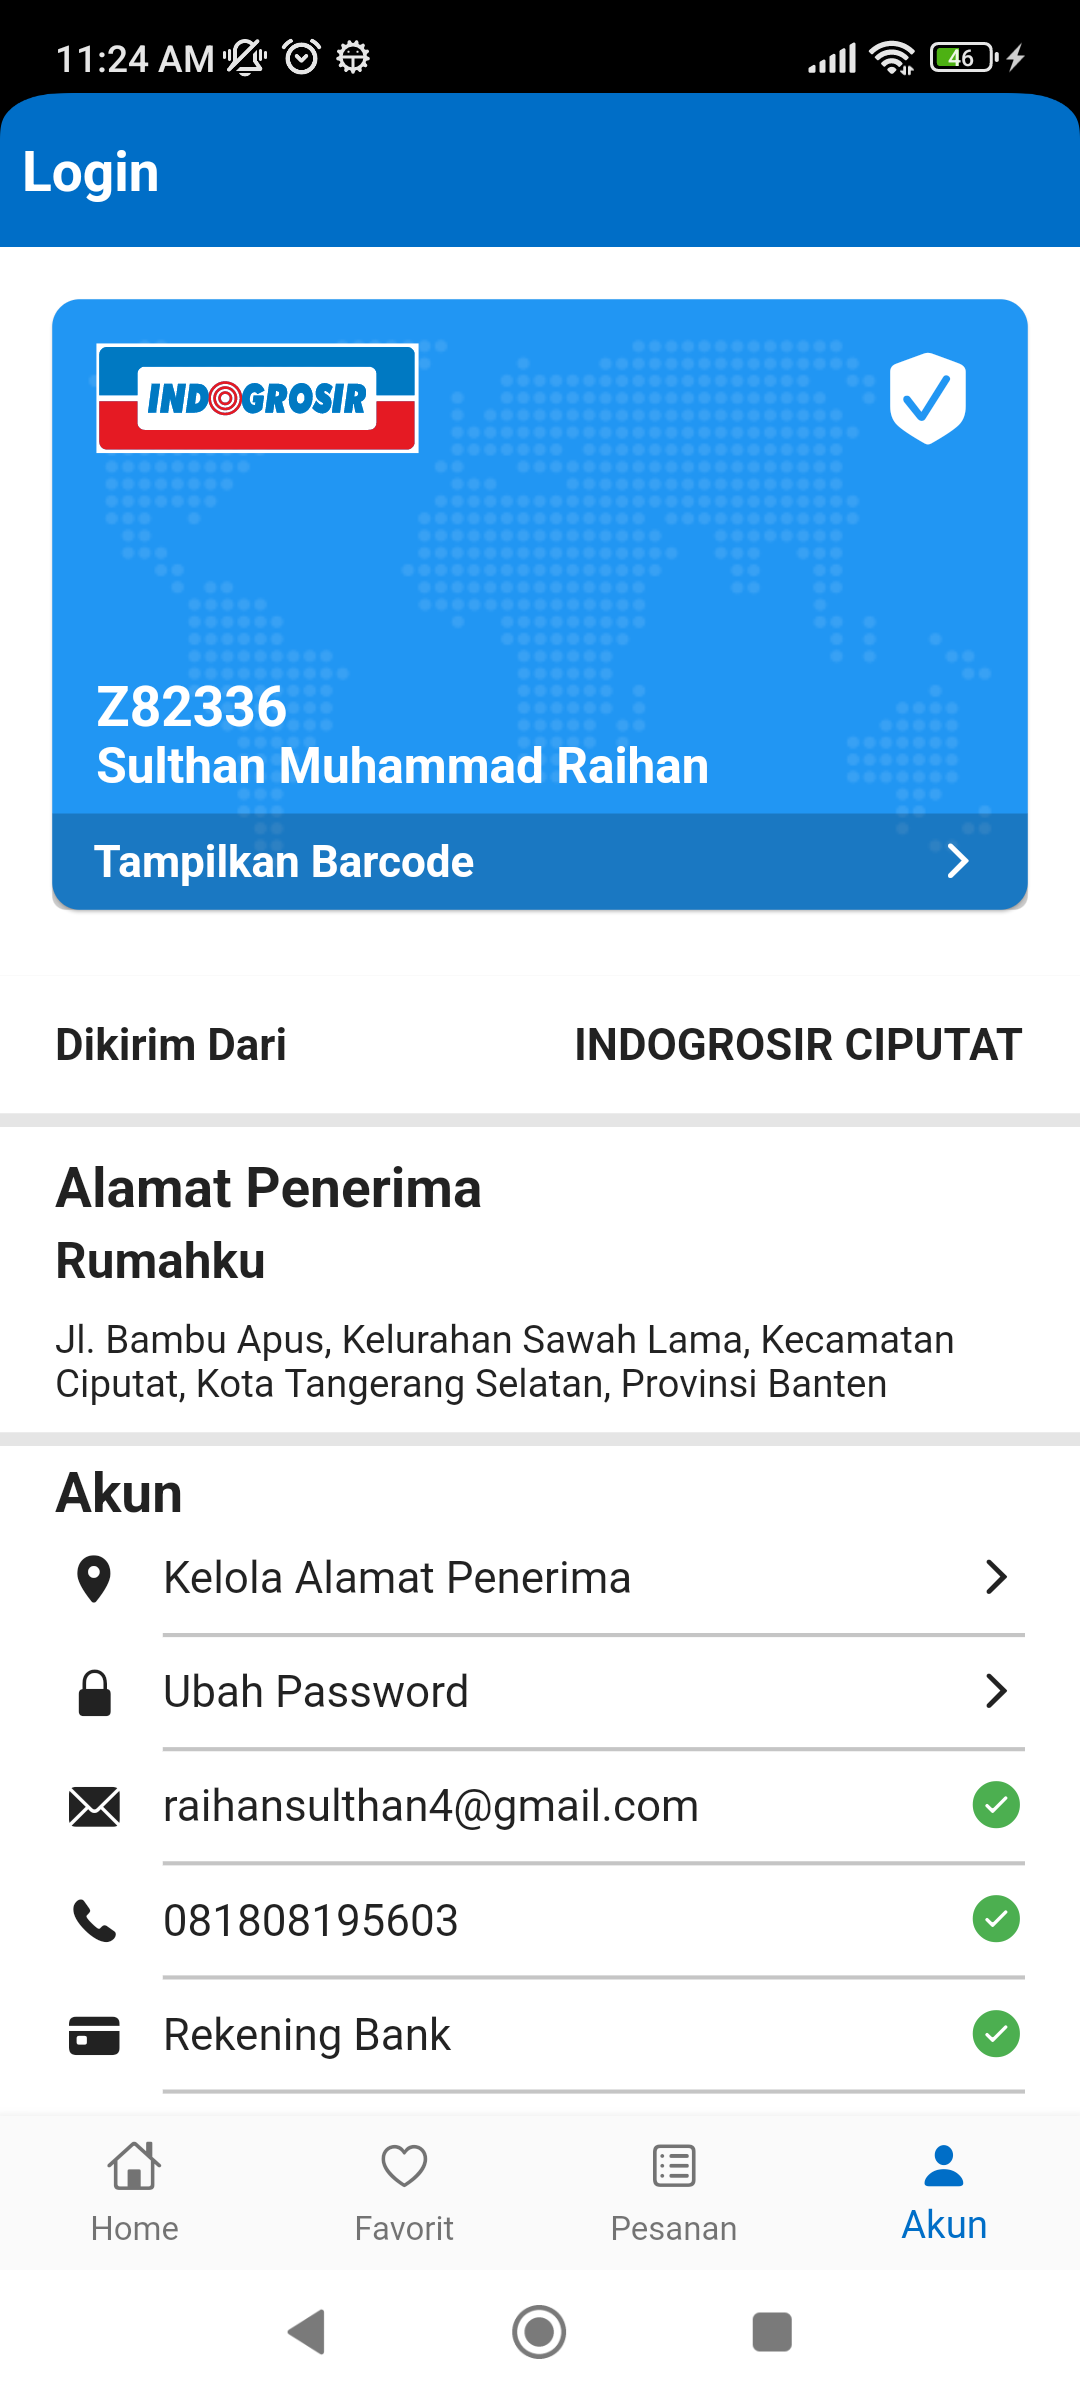 11:24 AM
46
Login
INDOGROSIR
Z82336
Sulthan Muhammad Raihan
Tampilkan Barcode
Dikirim Dari
INDOGROSIR CIPUTAT
Alamat Penerima
Rumahku
Jl. Bambu Apus, Kelurahan Sawah Lama, Kecamatan
Ciputat, Kota Tangerang Selatan, Provinsi Banten
Akun
Kelola Alamat Penerima
Ubah Password
raihansulthan4@gmail.com
081808195603
Rekening Bank
Home
Favorit
Pesanan
Akun